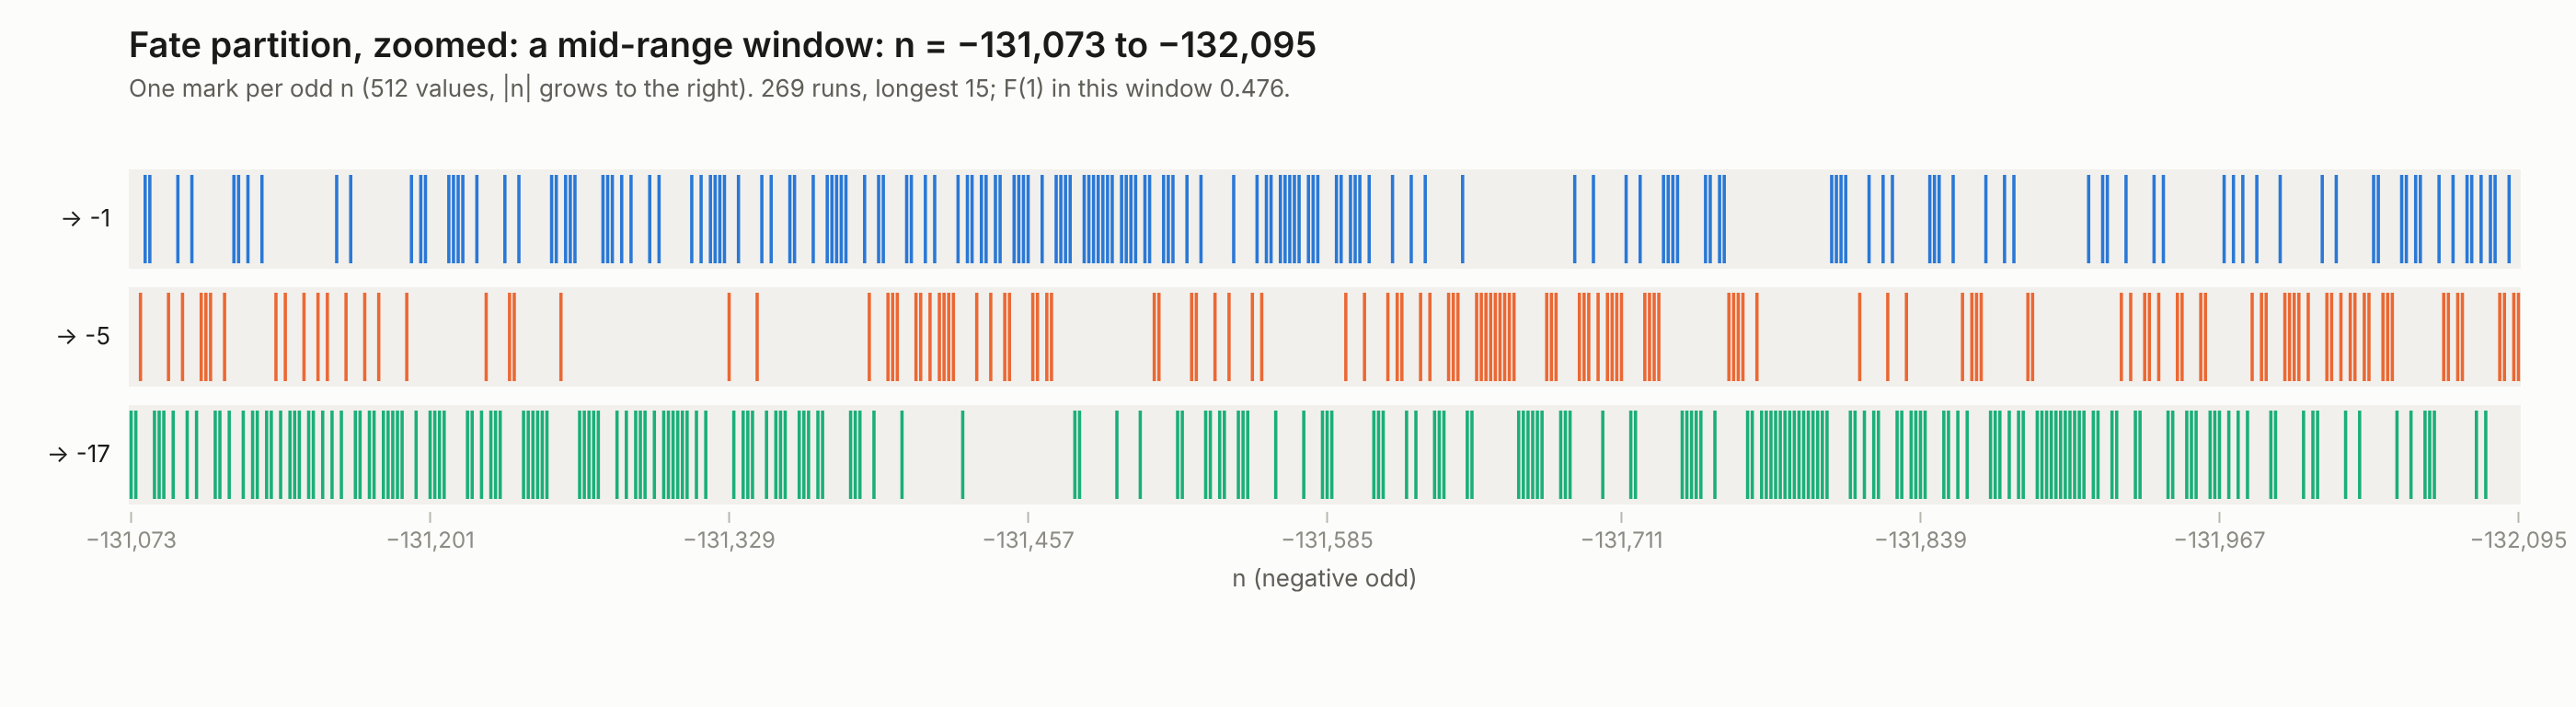 Fate partition, zoomed: a mid-range window: n = −131,073 to −132,095
One mark per odd n (512 values, |n| grows to the right). 269 runs, longest 15; F(1) in this window 0.476.
→ -1
→ -5
→ -17
−131,073 −131,201 −131,329 −131,457 −131,585 −131,711 −131,839 −131,967 −132,095
n (negative odd)